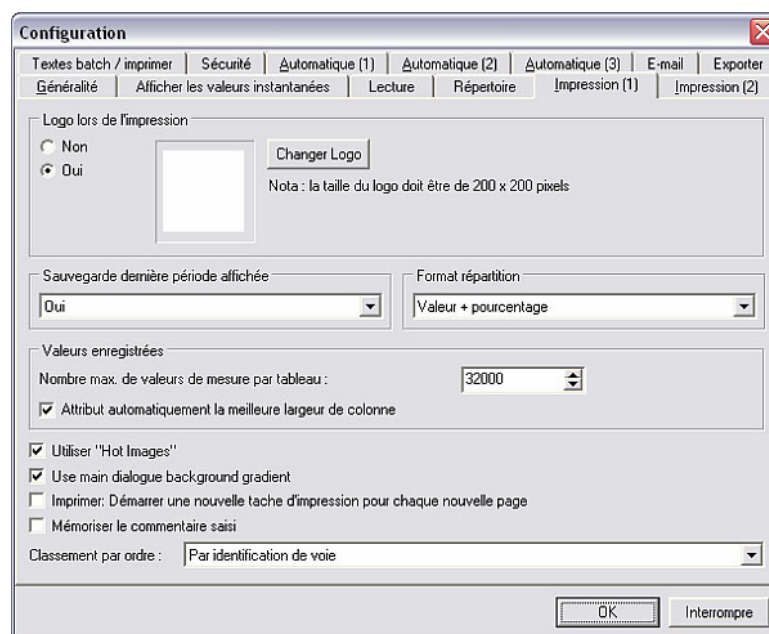 Configuration
Textes batch / imprimer Sécurité Automatique (1) Automatique (2) Automatique (3) E-mail Exporter
Généralité Afficher les valeurs instantanées Lecture Répertoire Impression (1) Impression (2)
Logo lors de l'impression
Non
Oui
Changer Logo
Nota : la taille du logo doit être de 200 x 200 pixels
Sauvegarde dernière période affichée
Format répartition
Oui
Valeur + pourcentage
Valeurs enregistrées
Nombre max. de valeurs de mesure par tableau :
32000
Attribut automatiquement la meilleure largeur de colonne
Utiliser "Hot Images"
Use main dialogue background gradient
Imprimer: Démarrer une nouvelle tache d'impression pour chaque nouvelle page
Mémoriser le commentaire saisi
Classement par ordre :
Par identification de voie
OK
Interrompre